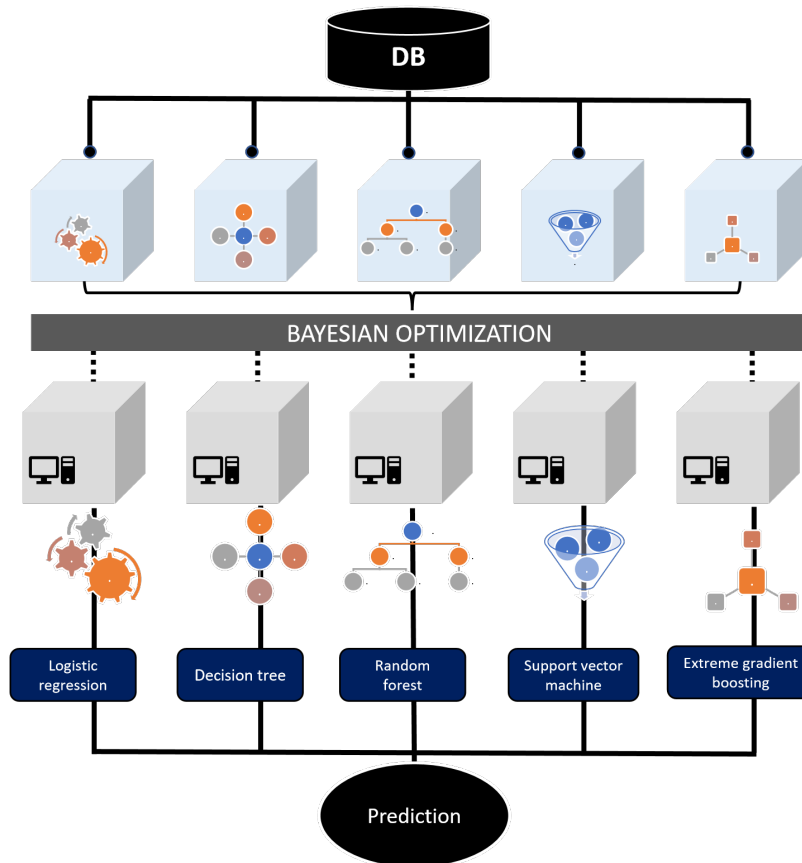 DB
BAYESIAN OPTIMIZATION
Logistic
regression
Decision tree
Random
forest
Support vector
machine
Extreme gradient
boosting
Prediction